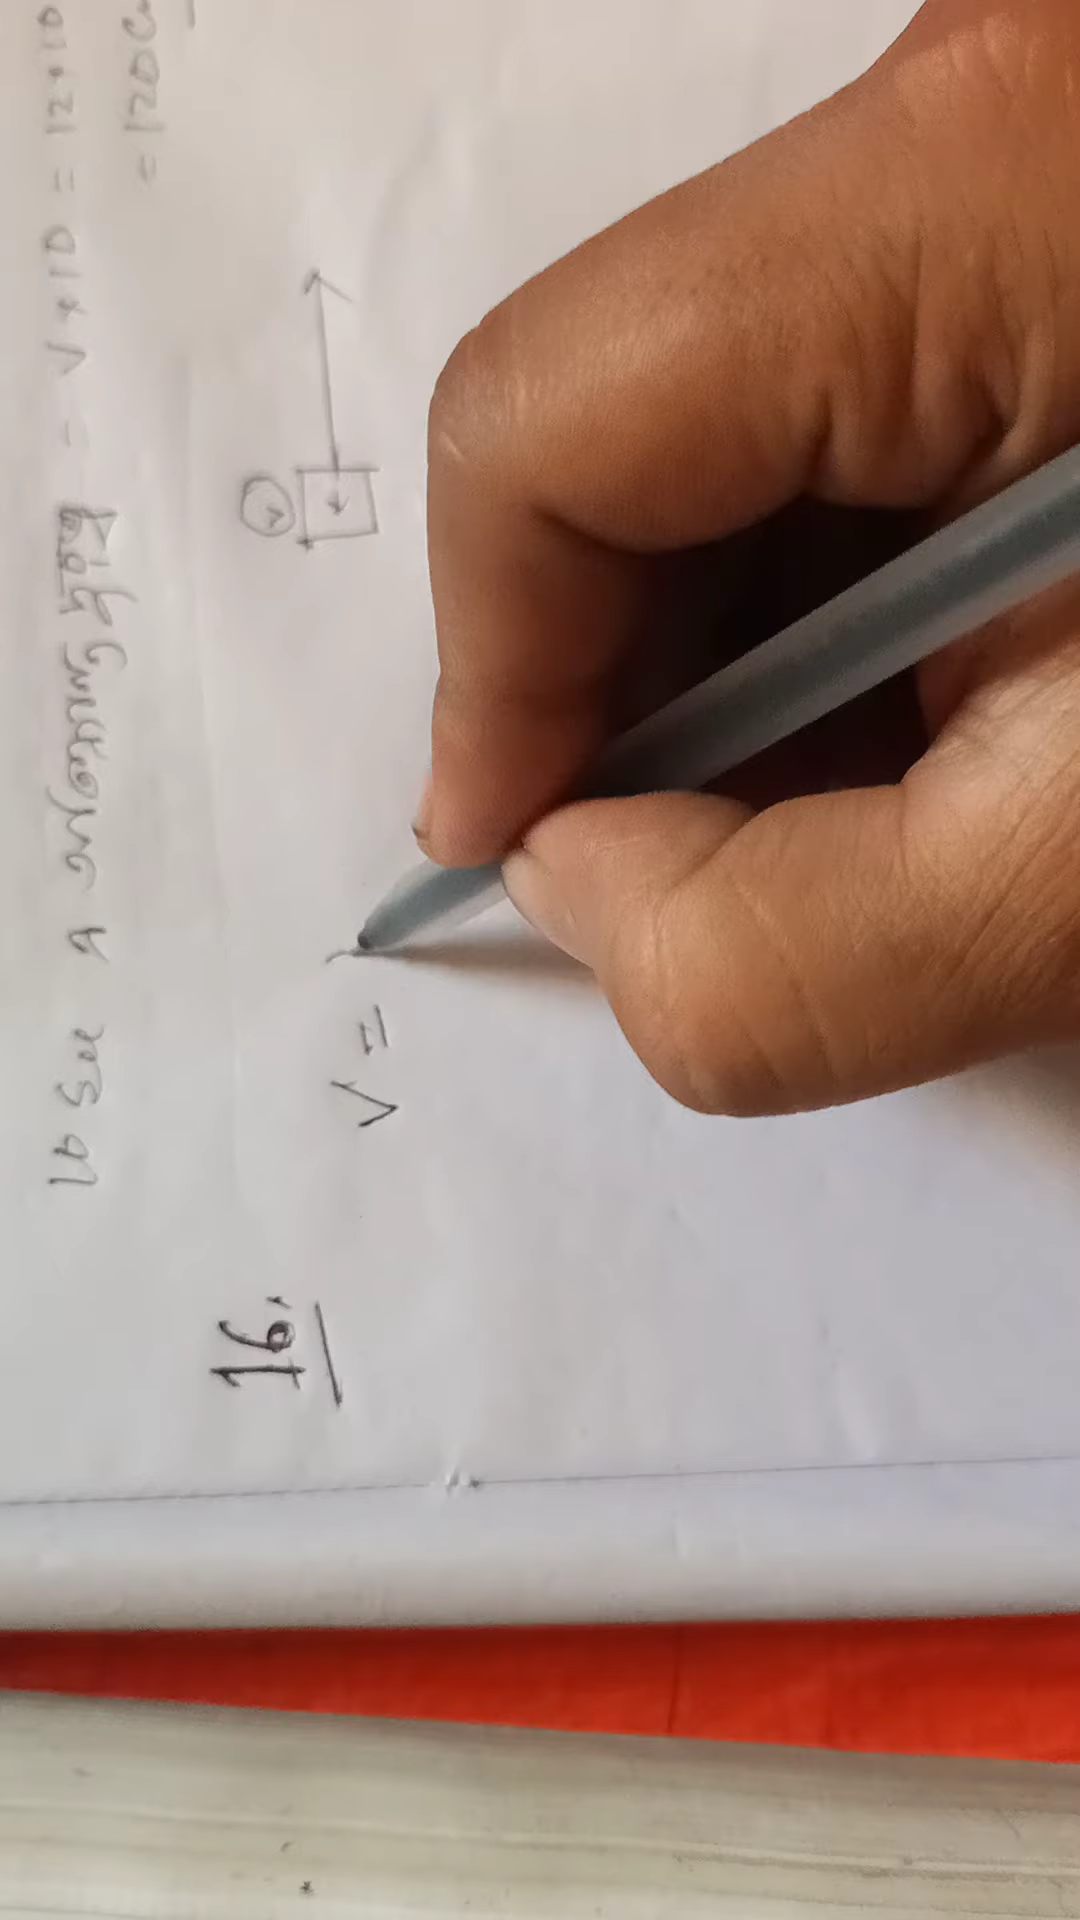 10 Sec এ অতিক্রান্ত দূরত্ব = v × 10 = 12 × 10
= 120 c
16.
v =